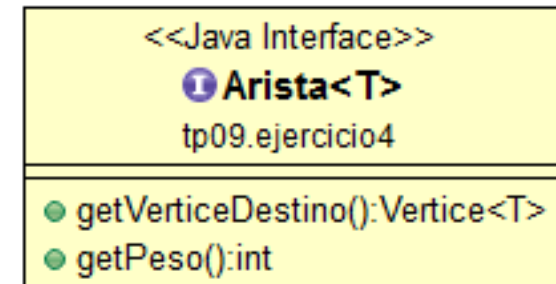 <<Java Interface>>
Arista<T>
tp09.ejercicio4
getVerticeDestino():Vertice<T>
getPeso():int